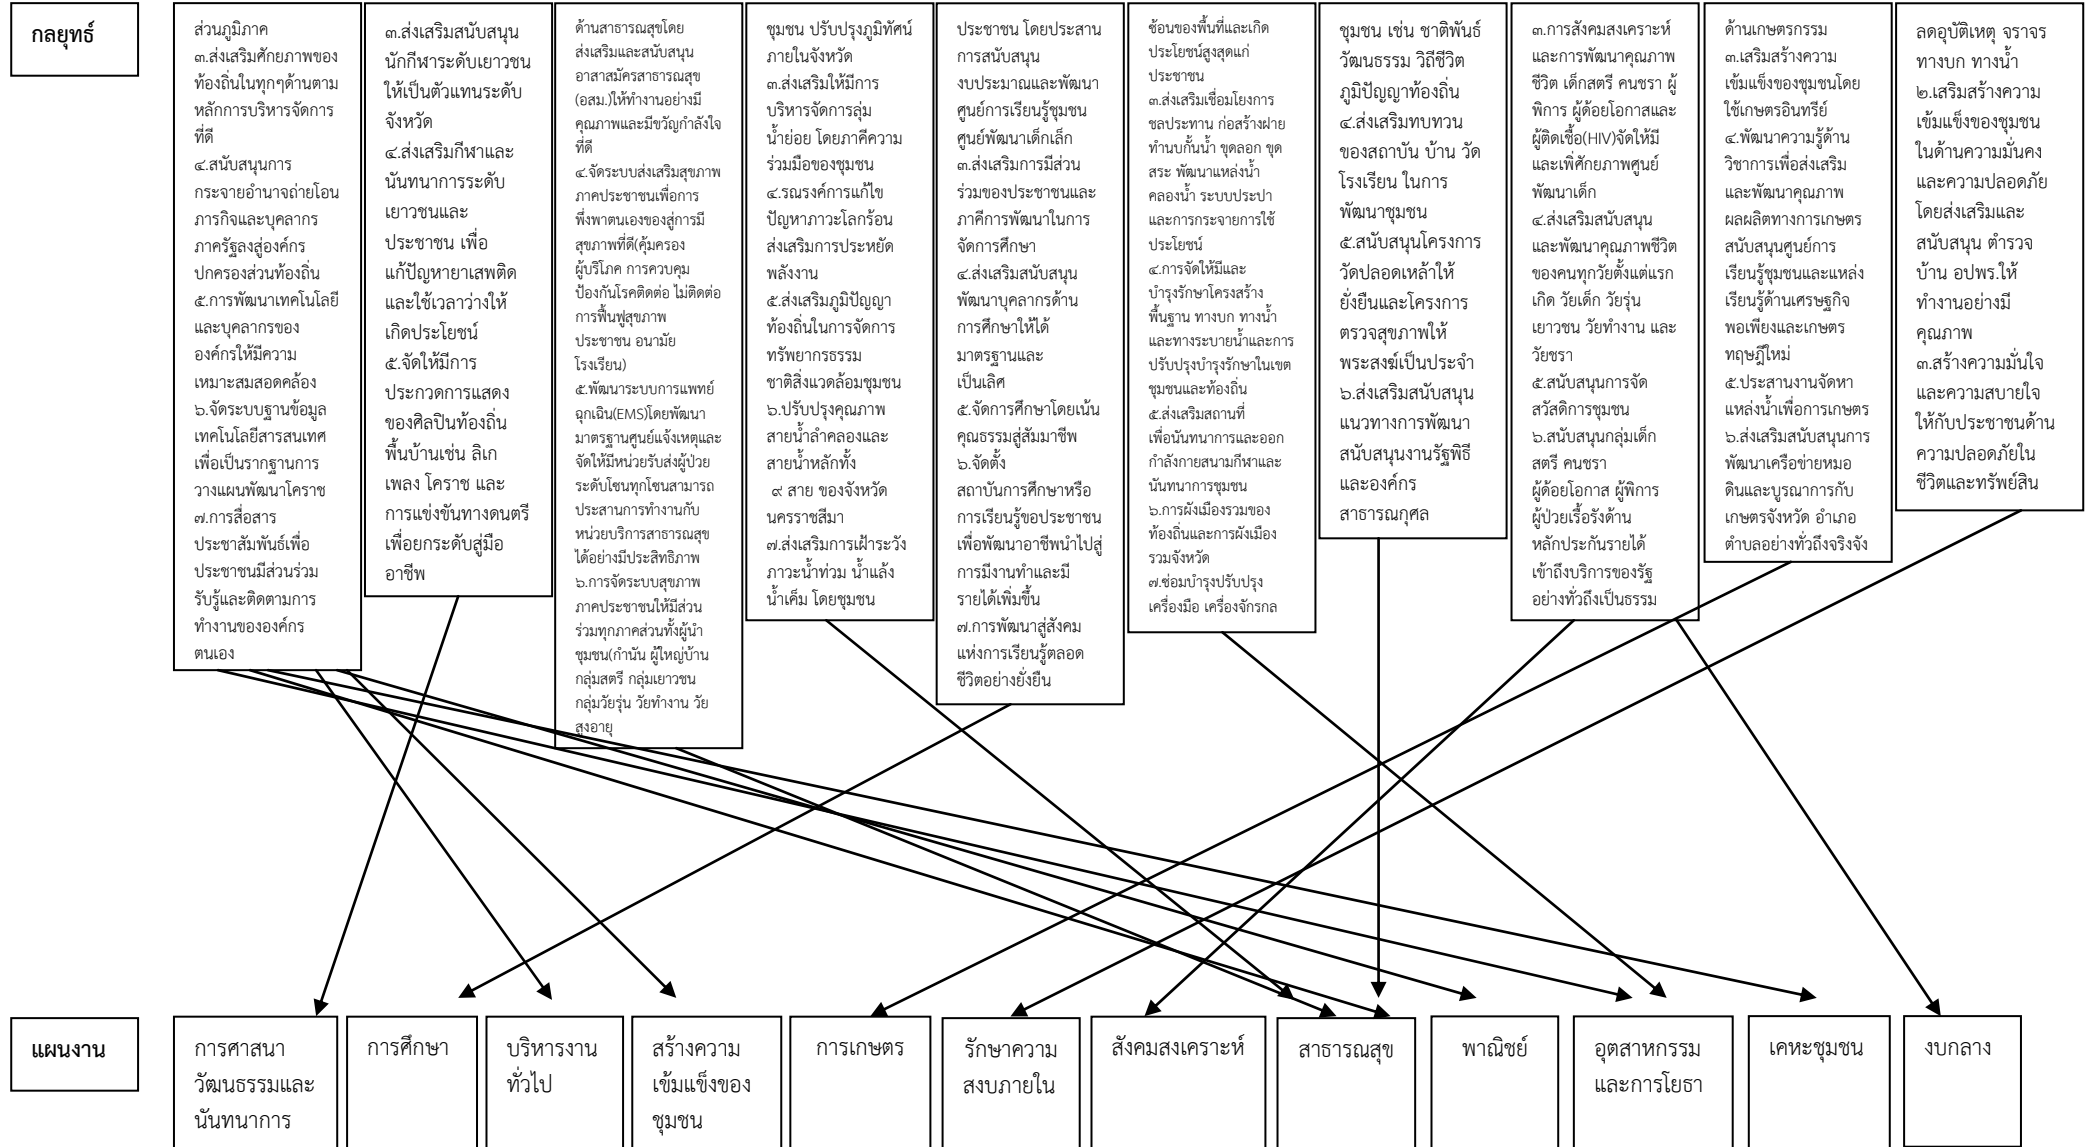 กลยุทธ์
ส่วนภูมิภาค
๓.ส่งเสริมศักยภาพของ
ท้องถิ่นในทุกๆด้านตาม
หลักการบริหารจัดการ
ที่ดี
๔.สนับสนุนการ
กระจายอำนาจถ่ายโอน
ภารกิจและบุคลากร
ภาครัฐลงสู่องค์กร
ปกครองส่วนท้องถิ่น
๕.การพัฒนาเทคโนโลยี
และบุคลากรของ
องค์กรให้มีความ
เหมาะสมสอดคล้อง
๖.จัดระบบฐานข้อมูล
เทคโนโลยีสารสนเทศ
เพื่อเป็นรากฐานการ
วางแผนพัฒนาโคราช
๗.การสื่อสาร
ประชาสัมพันธ์เพื่อ
ประชาชนมีส่วนร่วม
รับรู้และติดตามการ
ทำงานขององค์กร
ตนเอง
๓.ส่งเสริมสนับสนุน
นักกีฬาระดับเยาวชน
ให้เป็นตัวแทนระดับ
จังหวัด
๔.ส่งเสริมกีฬาและ
นันทนาการระดับ
เยาวชนและ
ประชาชน เพื่อ
แก้ปัญหายาเสพติด
และใช้เวลาว่างให้
เกิดประโยชน์
๕.จัดให้มีการ
ประกวดการแสดง
ของศิลปินท้องถิ่น
พื้นบ้านเช่น ลิเก
เพลง โคราช และ
การแข่งขันทางดนตรี
เพื่อยกระดับสู่มือ
อาชีพ
ด้านสาธารณสุขโดย
ส่งเสริมและสนับสนุน
อาสาสมัครสาธารณสุข
(อสม.)ให้ทำงานอย่างมี
คุณภาพและมีขวัญกำลังใจ
ที่ดี
๔.จัดระบบส่งเสริมสุขภาพ
ภาคประชาชนเพื่อการ
พึ่งพาตนเองของสู่การมี
สุขภาพที่ดี(คุ้มครอง
ผู้บริโภค การควบคุม
ป้องกันโรคติดต่อ ไม่ติดต่อ
การฟื้นฟูสุขภาพ
ประชาชน อนามัย
โรงเรียน)
๕.พัฒนาระบบการแพทย์
ฉุกเฉิน(EMS)โดยพัฒนา
มาตรฐานศูนย์แจ้งเหตุและ
จัดให้มีหน่วยรับส่งผู้ป่วย
ระดับโซนทุกโซนสามารถ
ประสานการทำงานกับ
หน่วยบริการสาธารณสุข
ได้อย่างมีประสิทธิภาพ
๖.การจัดระบบสุขภาพ
ภาคประชาชนให้มีส่วน
ร่วมทุกภาคส่วนทั้งผู้นำ
ชุมชน(กำนัน ผู้ใหญ่บ้าน
กลุ่มสตรี กลุ่มเยาวชน
กลุ่มวัยรุ่น วัยทำงาน วัย
สูงอายุ
ชุมชน ปรับปรุงภูมิทัศน์
ภายในจังหวัด
๓.ส่งเสริมให้มีการ
บริหารจัดการลุ่ม
น้ำย่อย โดยภาคีความ
ร่วมมือของชุมชน
๔.รณรงค์การแก้ไข
ปัญหาภาวะโลกร้อน
ส่งเสริมการประหยัด
พลังงาน
๕.ส่งเสริมภูมิปัญญา
ท้องถิ่นในการจัดการ
ทรัพยากรธรรม
ชาติสิ่งแวดล้อมชุมชน
๖.ปรับปรุงคุณภาพ
สายน้ำลำคลองและ
สายน้ำหลักทั้ง
๙ สาย ของจังหวัด
นครราชสีมา
๗.ส่งเสริมการเฝ้าระวัง
ภาวะน้ำท่วม น้ำแล้ง
น้ำเค็ม โดยชุมชน
ประชาชน โดยประสาน
การสนับสนุน
งบประมาณและพัฒนา
ศูนย์การเรียนรู้ชุมชน
ศูนย์พัฒนาเด็กเล็ก
๓.ส่งเสริมการมีส่วน
ร่วมของประชาชนและ
ภาคีการพัฒนาในการ
จัดการศึกษา
๔.ส่งเสริมสนับสนุน
พัฒนาบุคลากรด้าน
การศึกษาให้ได้
มาตรฐานและ
เป็นเลิศ
๕.จัดการศึกษาโดยเน้น
คุณธรรมสู่สัมมาชีพ
๖.จัดตั้ง
สถาบันการศึกษาหรือ
การเรียนรู้ขอประชาชน
เพื่อพัฒนาอาชีพนำไปสู่
การมีงานทำและมี
รายได้เพิ่มขึ้น
๗.การพัฒนาสู่สังคม
แห่งการเรียนรู้ตลอด
ชีวิตอย่างยั่งยืน
ซ้อนของพื้นที่และเกิด
ประโยชน์สูงสุดแก่
ประชาชน
๓.ส่งเสริมเชื่อมโยงการ
ชลประทาน ก่อสร้างฝาย
ทำนบกั้นน้ำ ขุดลอก ขุด
สระ พัฒนาแหล่งน้ำ
คลองน้ำ ระบบประปา
และการกระจายการใช้
ประโยชน์
๔.การจัดให้มีและ
บำรุงรักษาโครงสร้าง
พื้นฐาน ทางบก ทางน้ำ
และทางระบายน้ำและการ
ปรับปรุงบำรุงรักษาในเขต
ชุมชนและท้องถิ่น
๕.ส่งเสริมสถานที่
เพื่อนันทนาการและออก
กำลังกายสนามกีฬาและ
นันทนาการชุมชน
๖.การผังเมืองรวมของ
ท้องถิ่นและการผังเมือง
รวมจังหวัด
๗.ซ่อมบำรุงปรับปรุง
เครื่องมือ เครื่องจักรกล
ชุมชน เช่น ชาติพันธ์
วัฒนธรรม วิถีชีวิต
ภูมิปัญญาท้องถิ่น
๔.ส่งเสริมทบทวน
ของสถาบัน บ้าน วัด
โรงเรียน ในการ
พัฒนาชุมชน
๕.สนับสนุนโครงการ
วัดปลอดเหล้าให้
ยั่งยืนและโครงการ
ตรวจสุขภาพให้
พระสงฆ์เป็นประจำ
๖.ส่งเสริมสนับสนุน
แนวทางการพัฒนา
สนับสนุนงานรัฐพิธี
และองค์กร
สาธารณกุศล
๓.การสังคมสงเคราะห์
และการพัฒนาคุณภาพ
ชีวิต เด็กสตรี คนชรา ผู้
พิการ ผู้ด้อยโอกาสและ
ผู้ติดเชื้อ(HIV)จัดให้มี
และเพิ่ศักยภาพศูนย์
พัฒนาเด็ก
๔.ส่งเสริมสนับสนุน
และพัฒนาคุณภาพชีวิต
ของคนทุกวัยตั้งแต่แรก
เกิด วัยเด็ก วัยรุ่น
เยาวชน วัยทำงาน และ
วัยชรา
๕.สนับสนุนการจัด
สวัสดิการชุมชน
๖.สนับสนุนกลุ่มเด็ก
สตรี คนชรา
ผู้ด้อยโอกาส ผู้พิการ
ผู้ป่วยเรื้อรังด้าน
หลักประกันรายได้
เข้าถึงบริการของรัฐ
อย่างทั่วถึงเป็นธรรม
ด้านเกษตรกรรม
๓.เสริมสร้างความ
เข้มแข็งของชุมชนโดย
ใช้เกษตรอินทรีย์
๔.พัฒนาความรู้ด้าน
วิชาการเพื่อส่งเสริม
และพัฒนาคุณภาพ
ผลผลิตทางการเกษตร
สนับสนุนศูนย์การ
เรียนรู้ชุมชนและแหล่ง
เรียนรู้ด้านเศรษฐกิจ
พอเพียงและเกษตร
ทฤษฎีใหม่
๕.ประสานงานจัดหา
แหล่งน้ำเพื่อการเกษตร
๖.ส่งเสริมสนับสนุนการ
พัฒนาเครือข่ายหมอ
ดินและบูรณาการกับ
เกษตรจังหวัด อำเภอ
ตำบลอย่างทั่วถึงจริงจัง
ลดอุบัติเหตุ จราจร
ทางบก ทางน้ำ
๒.เสริมสร้างความ
เข้มแข็งของชุมชน
ในด้านความมั่นคง
และความปลอดภัย
โดยส่งเสริมและ
สนับสนุน ตำรวจ
บ้าน อปพร.ให้
ทำงานอย่างมี
คุณภาพ
๓.สร้างความมั่นใจ
และความสบายใจ
ให้กับประชาชนด้าน
ความปลอดภัยใน
ชีวิตและทรัพย์สิน
แผนงาน
การศาสนา
วัฒนธรรมและ
นันทนาการ
การศึกษา
บริหารงาน
ทั่วไป
สร้างความ
เข้มแข็งของ
ชุมชน
การเกษตร
รักษาความ
สงบภายใน
สังคมสงเคราะห์
สาธารณสุข
พาณิชย์
อุตสาหกรรม
และการโยธา
เคหะชุมชน
งบกลาง